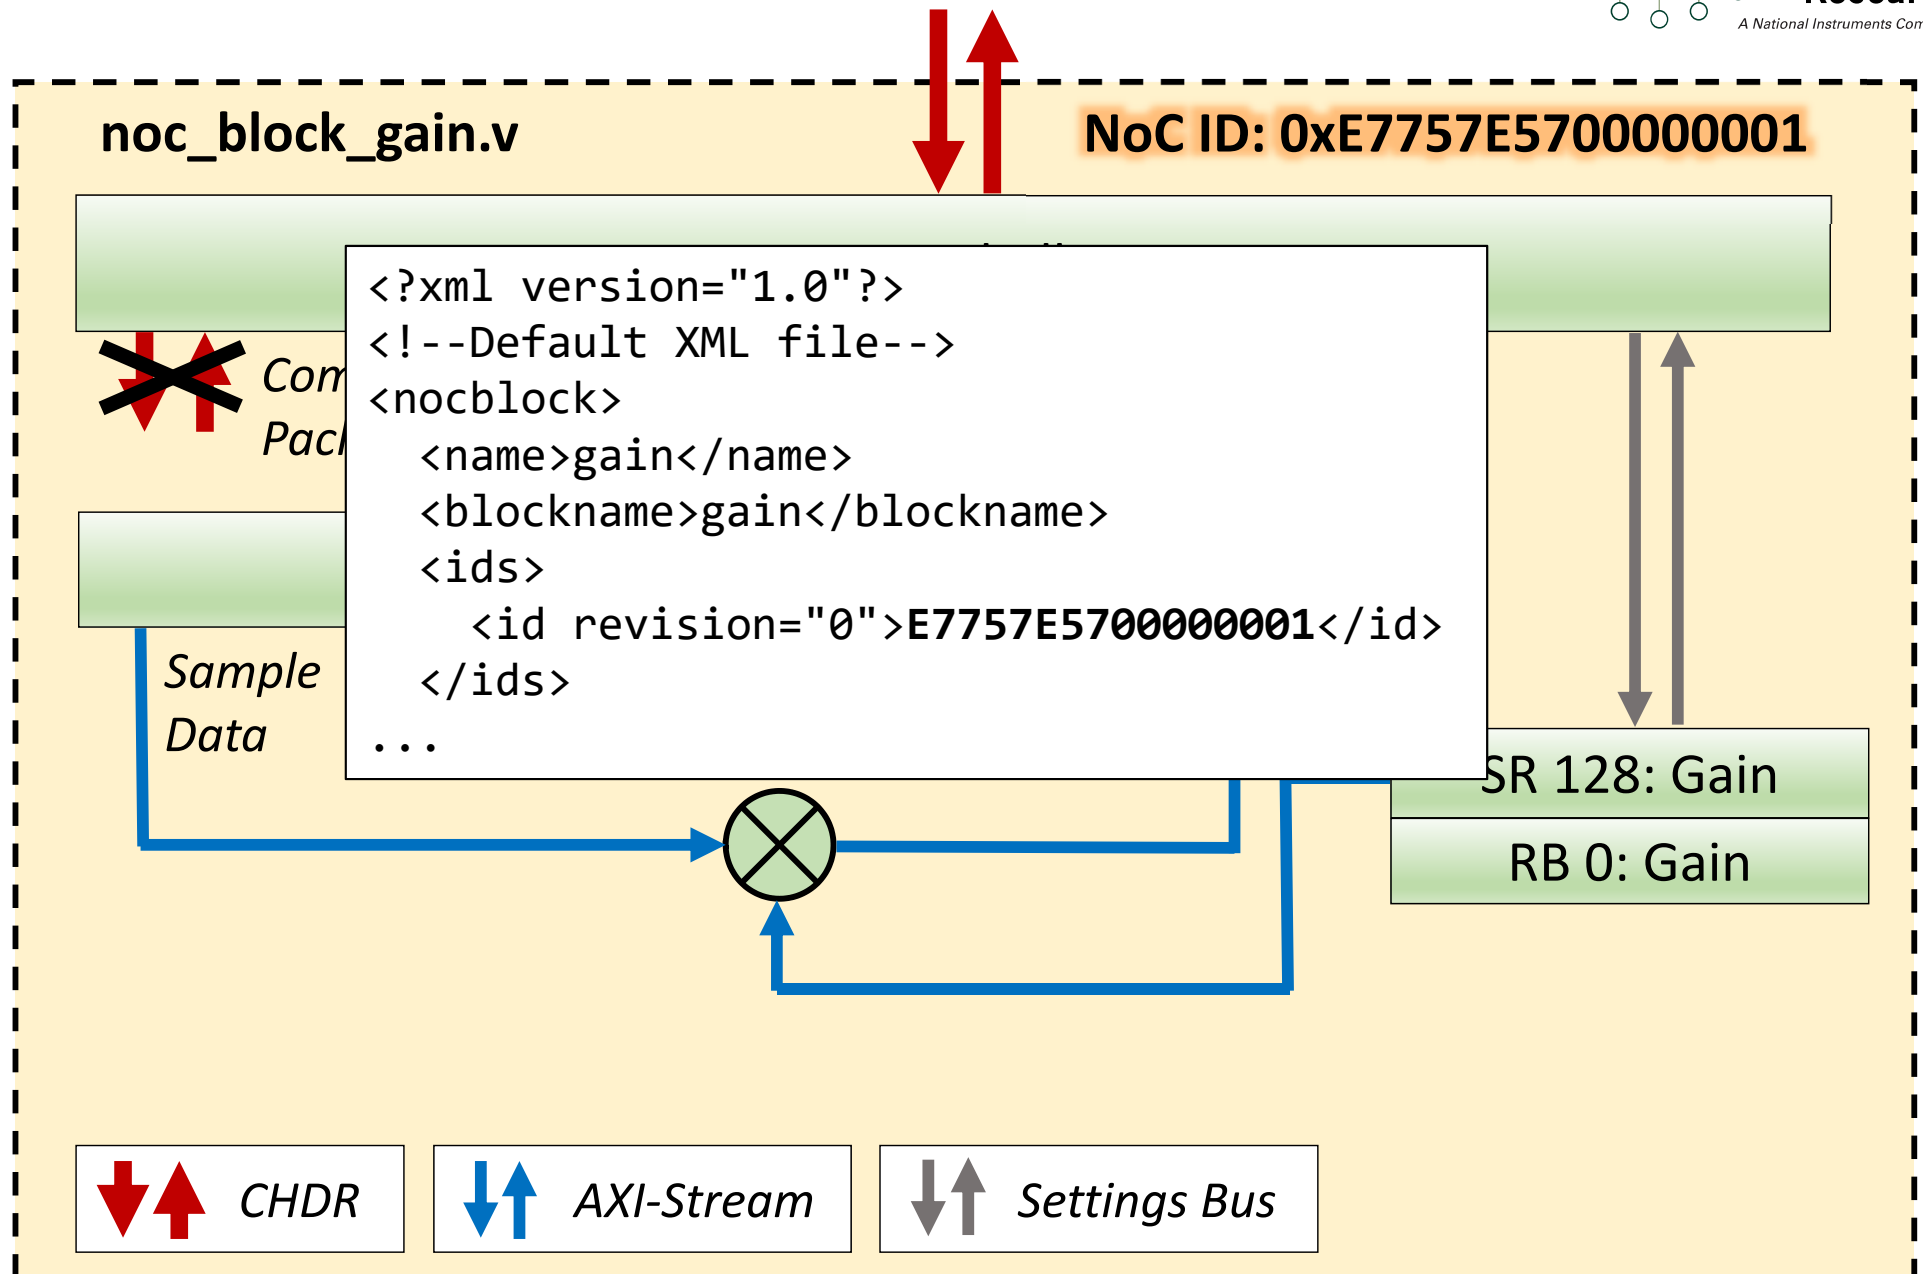 A National Instruments Com
noc_block_gain.v
NoC ID: 0xE7757E5700000001
<?xml version="1.0"?>
<!--Default XML file-->
<nocblock>
<name>gain</name>
<blockname>gain</blockname>
<ids>
<id revision="0">E7757E5700000001</id>
</ids>
...
Com
Pac
Sample
Data
SR 128: Gain
RB 0: Gain
CHDR
AXI-Stream
Settings Bus